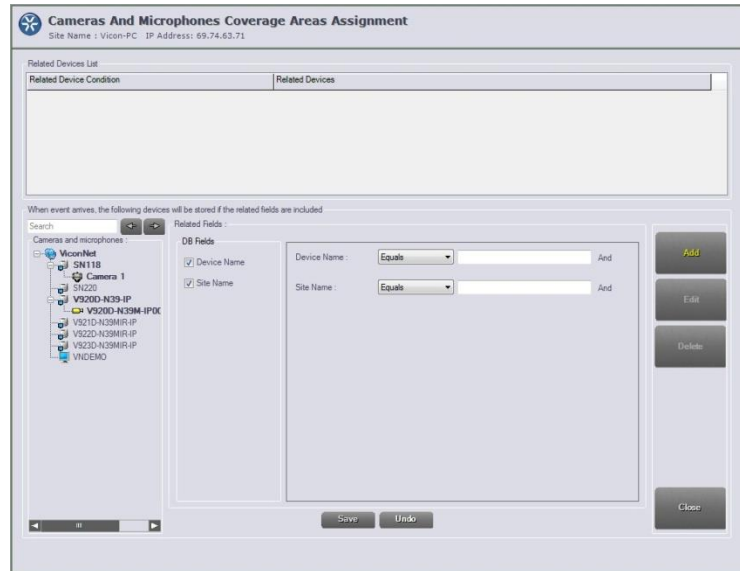 Cameras And Microphones Coverage Areas Assignment
Site Name : Vicon-PC IP Address: 69.74.63.71
Related Devices List
Related Device Condition Related Devices
When event arrives, the following devices will be stored if the related fields are included
Search
Related Fields :
Cameras and microphones :
DB Fields
ViconNet
SN118
Camera 1
SN220
V920D-N39-IP
V920D-N39M-IP00
V921D-N39MIR-IP
V922D-N39MIR-IP
V923D-N39MIR-IP
VNDEMO
Device Name
Site Name
Device Name : Equals And
Site Name : Equals And
Add
Edit
Delete
Close
Save Undo